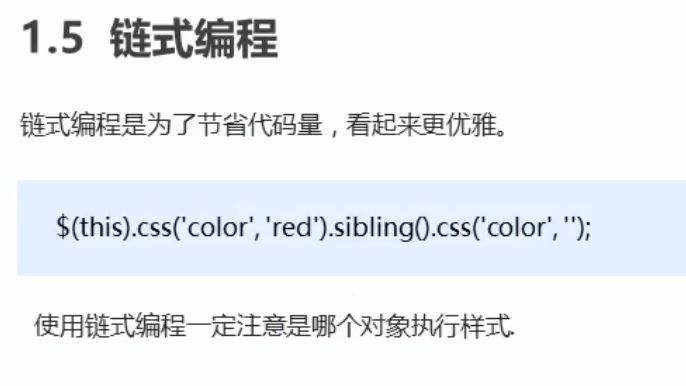 1.5 链式编程
链式编程是为了节省代码量，看起来更优雅。
$(this).css('color', 'red').sibling().css('color', '');
使用链式编程一定注意是哪个对象执行样式.